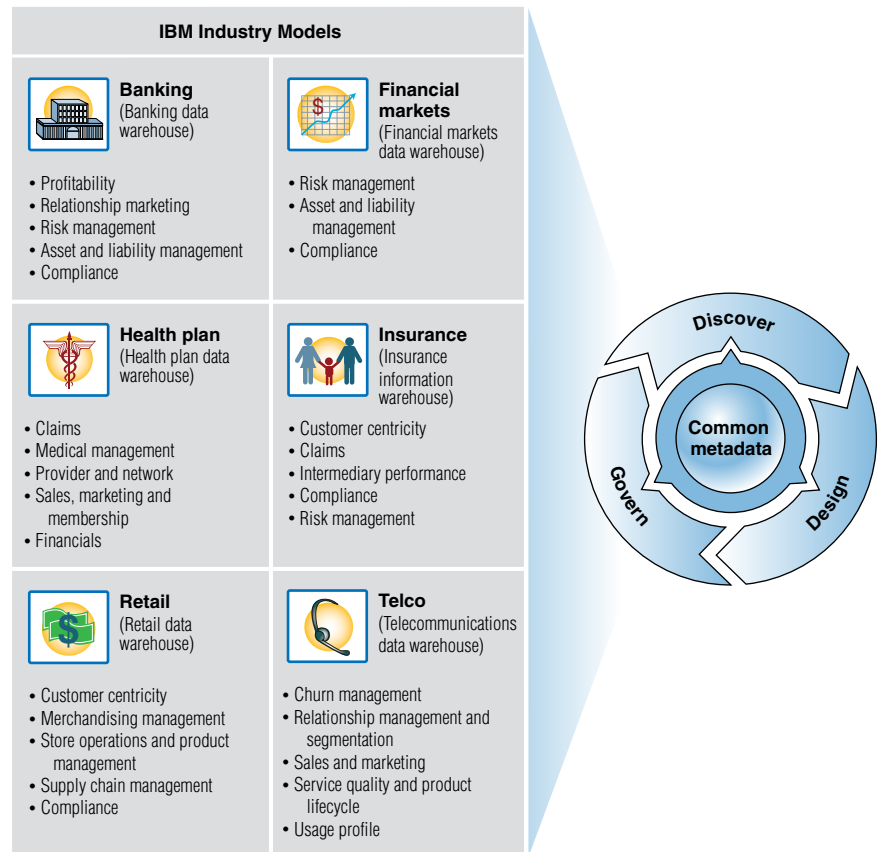 IBM Industry Models
Banking
(Banking data
warehouse)
• Profitability
• Relationship marketing
• Risk management
• Asset and liability management
• Compliance
Financial
markets
(Financial markets
data warehouse)
$
• Risk management
• Asset and liability
management
• Compliance
Health plan
(Health plan data
warehouse)
• Claims
• Medical management
• Provider and network
• Sales, marketing and
membership
• Financials
Insurance
(Insurance
information
warehouse)
• Customer centricity
• Claims
• Intermediary performance
• Compliance
• Risk management
Retail
(Retail data
warehouse)
$
• Customer centricity
• Merchandising management
• Store operations and product
management
• Supply chain management
• Compliance
Telco
(Telecommunications
data warehouse)
• Churn management
• Relationship management and
segmentation
• Sales and marketing
• Service quality and product
lifecycle
• Usage profile
Discover
Design
Govern
Common
metadata